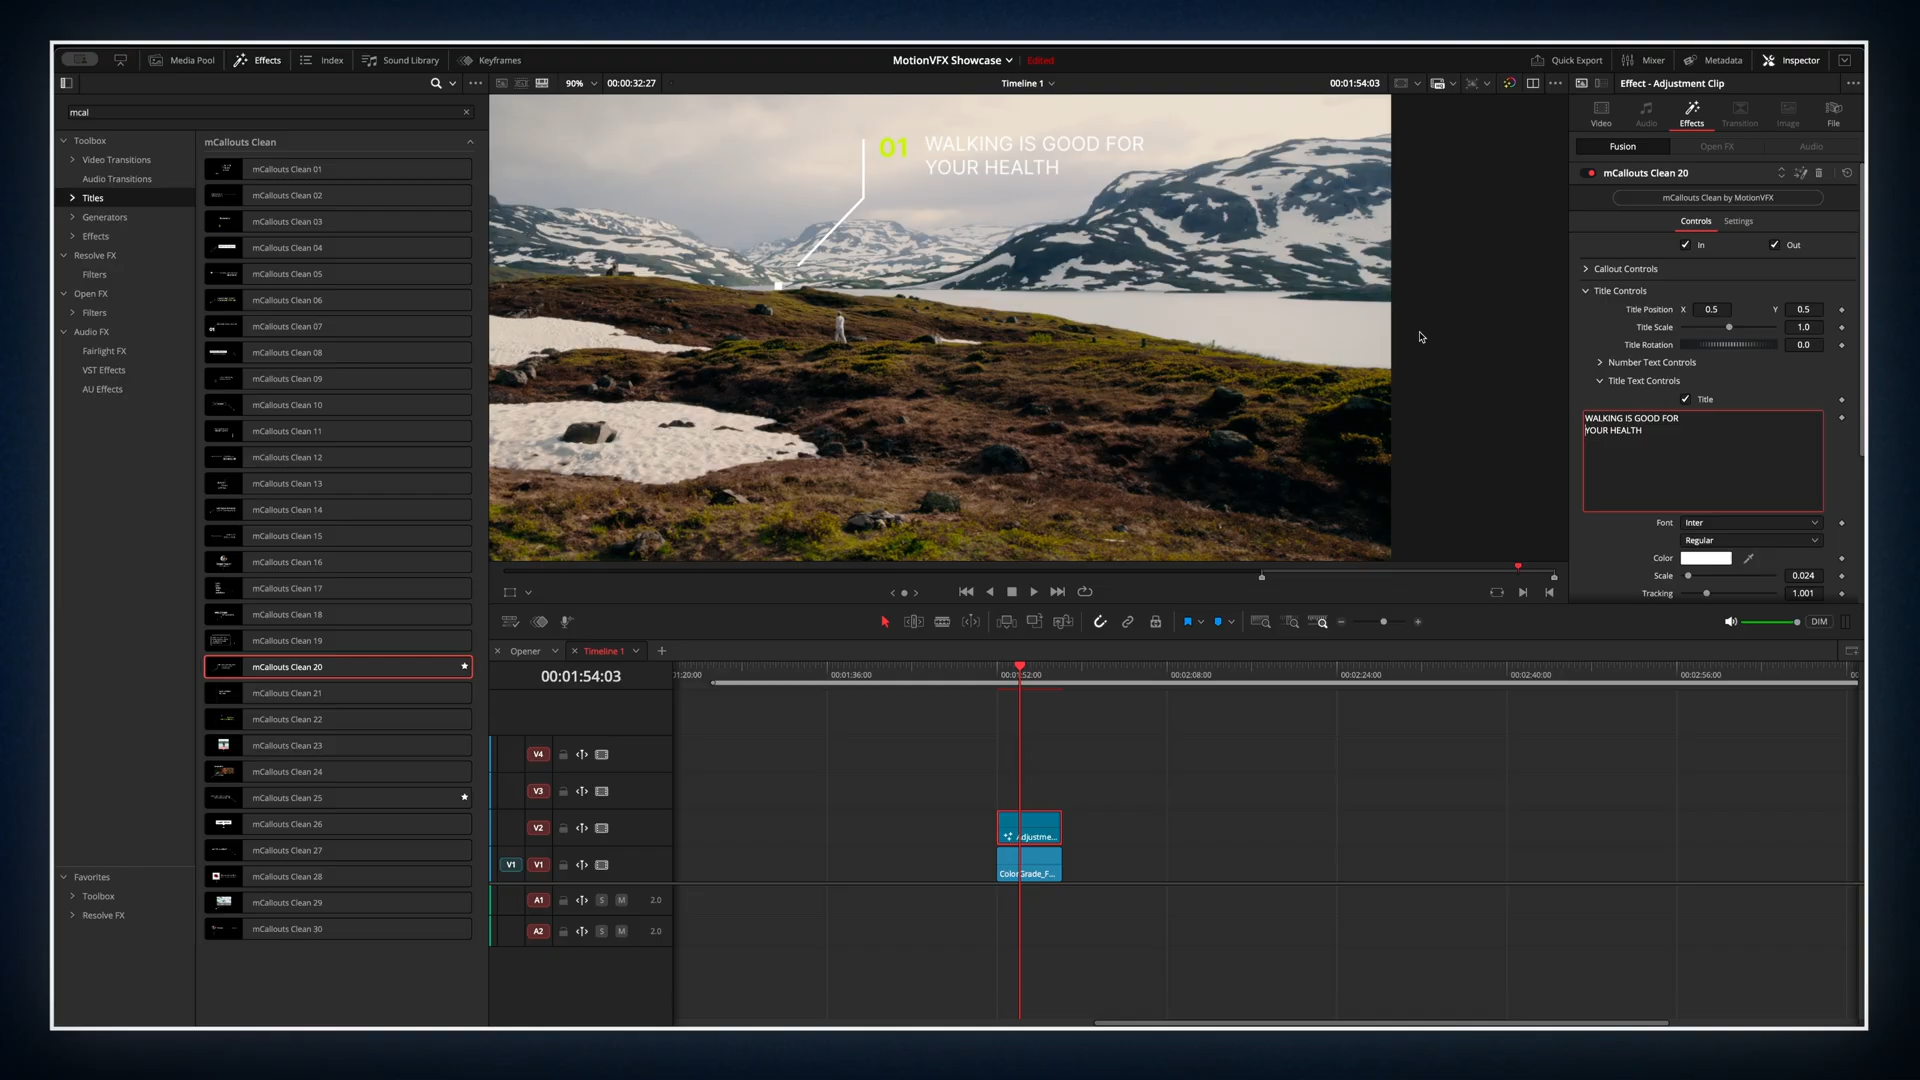 Media Pool
Effects
Index
Sound Library
Keyframes
MotionVFX Showcase
Edited
Quick Export
Mixer
Metadata
Inspector
90%
00:00:32:27
Timeline 1
00:01:54:03
Effect - Adjustment Clip
mcal
Toolbox
Video Transitions
Audio Transitions
Titles
Generators
Effects
Resolve FX
Filters
Open FX
Filters
Audio FX
Fairlight FX
VST Effects
AU Effects
Favorites
Toolbox
Resolve FX
mCallouts Clean
mCallouts Clean 01
mCallouts Clean 02
mCallouts Clean 03
mCallouts Clean 04
mCallouts Clean 05
mCallouts Clean 06
mCallouts Clean 07
mCallouts Clean 08
mCallouts Clean 09
mCallouts Clean 10
mCallouts Clean 11
mCallouts Clean 12
mCallouts Clean 13
mCallouts Clean 14
mCallouts Clean 15
mCallouts Clean 16
mCallouts Clean 17
mCallouts Clean 18
mCallouts Clean 19
mCallouts Clean 20
mCallouts Clean 21
mCallouts Clean 22
mCallouts Clean 23
mCallouts Clean 24
mCallouts Clean 25
mCallouts Clean 26
mCallouts Clean 27
mCallouts Clean 28
mCallouts Clean 29
mCallouts Clean 30
01 WALKING IS GOOD FOR
YOUR HEALTH
Video
Audio
Effects
Transition
Image
File
Fusion
Open FX
Audio
mCallouts Clean 20
mCallouts Clean by MotionVFX
Controls
Settings
In
Out
Callout Controls
Title Controls
Title Position X 0.5 Y 0.5
Title Scale 1.0
Title Rotation 0.0
Number Text Controls
Title Text Controls
Title
WALKING IS GOOD FOR
YOUR HEALTH
Font Inter
Regular
Color
Scale 0.024
Tracking 1.001
DIM
Opener
Timeline 1
00:01:54:03
01:20:00
00:01:36:00
00:01:52:00
00:02:08:00
00:02:24:00
00:02:40:00
00:02:56:00
V4
V3
V2
Adjustme...
V1 V1
ColorGrade_F...
A1 S M 2.0
A2 S M 2.0